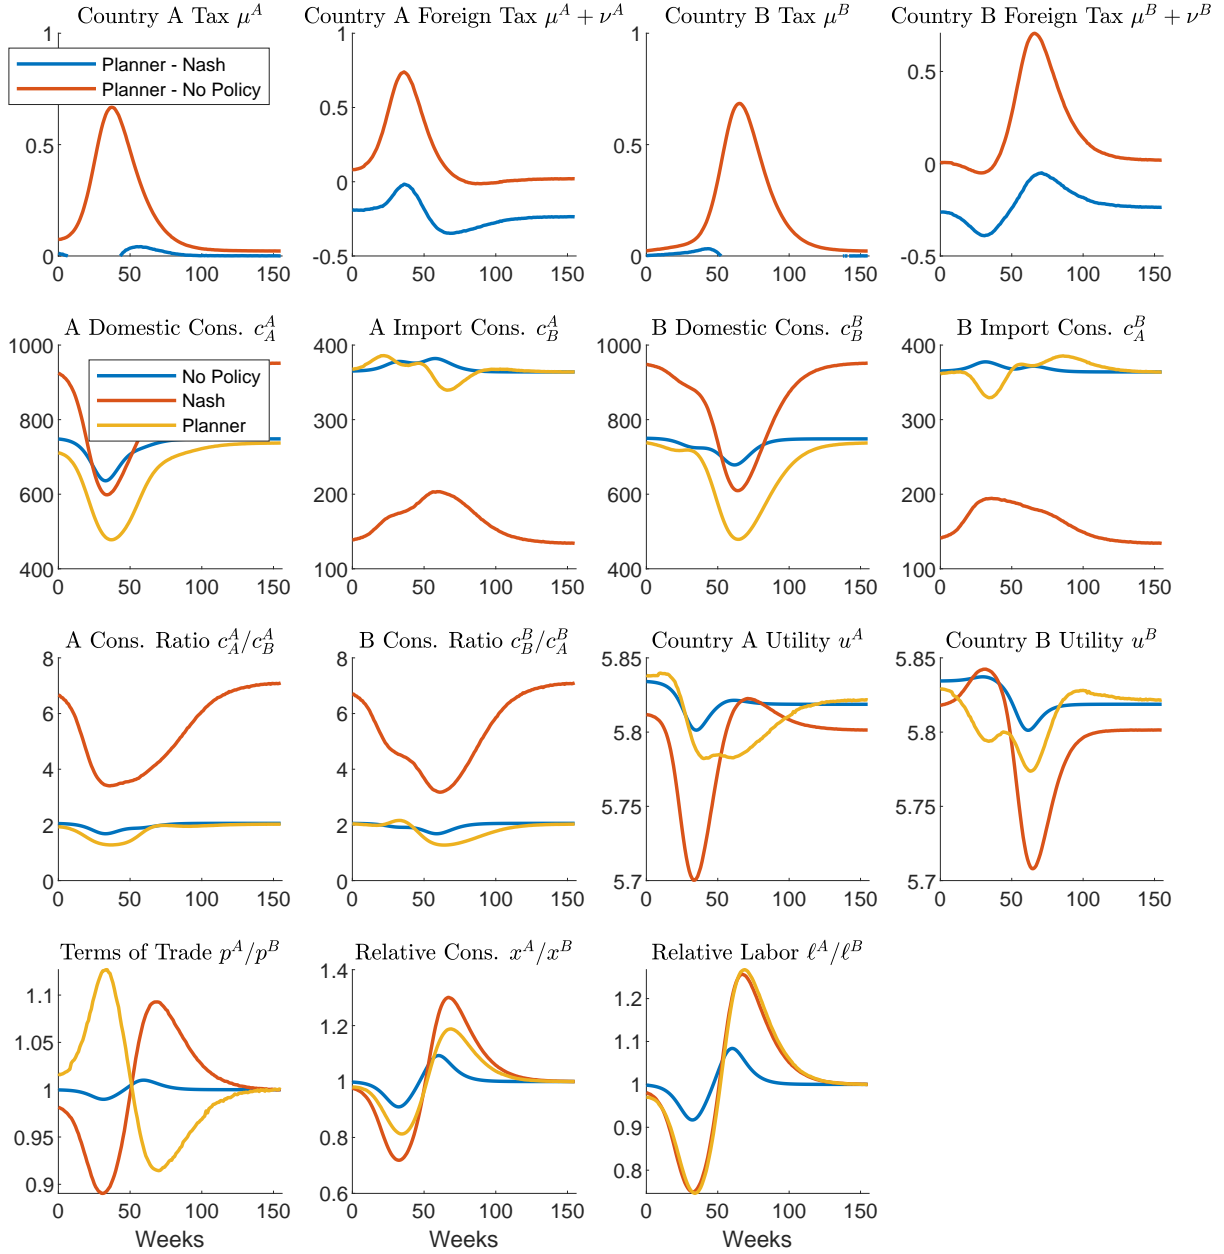 Country A Tax μ^A
Country A Foreign Tax μ^A + ν^A
Country B Tax μ^B
Country B Foreign Tax μ^B + ν^B
Planner - Nash
Planner - No Policy
1
0.5
0
0 50 100 150
1
0.5
0
-0.5
0 50 100 150
1
0.5
0
0 50 100 150
0.5
0
-0.5
0 50 100 150
A Domestic Cons. c_A^A
A Import Cons. c_B^A
B Domestic Cons. c_B^B
B Import Cons. c_A^B
No Policy
Nash
Planner
1000
800
600
400
0 50 100 150
400
300
200
100
0 50 100 150
1000
800
600
400
0 50 100 150
400
300
200
100
0 50 100 150
A Cons. Ratio c_A^A/c_B^A
B Cons. Ratio c_B^B/c_A^B
Country A Utility u^A
Country B Utility u^B
8
6
4
2
0
0 50 100 150
8
6
4
2
0
0 50 100 150
5.85
5.8
5.75
5.7
0 50 100 150
5.85
5.8
5.75
5.7
0 50 100 150
Terms of Trade p^A/p^B
Relative Cons. x^A/x^B
Relative Labor ℓ^A/ℓ^B
1.1
1.05
1
0.95
0.9
0 50 100 150
Weeks
1.4
1.2
1
0.8
0.6
0 50 100 150
Weeks
1.2
1.1
1
0.9
0.8
0 50 100 150
Weeks